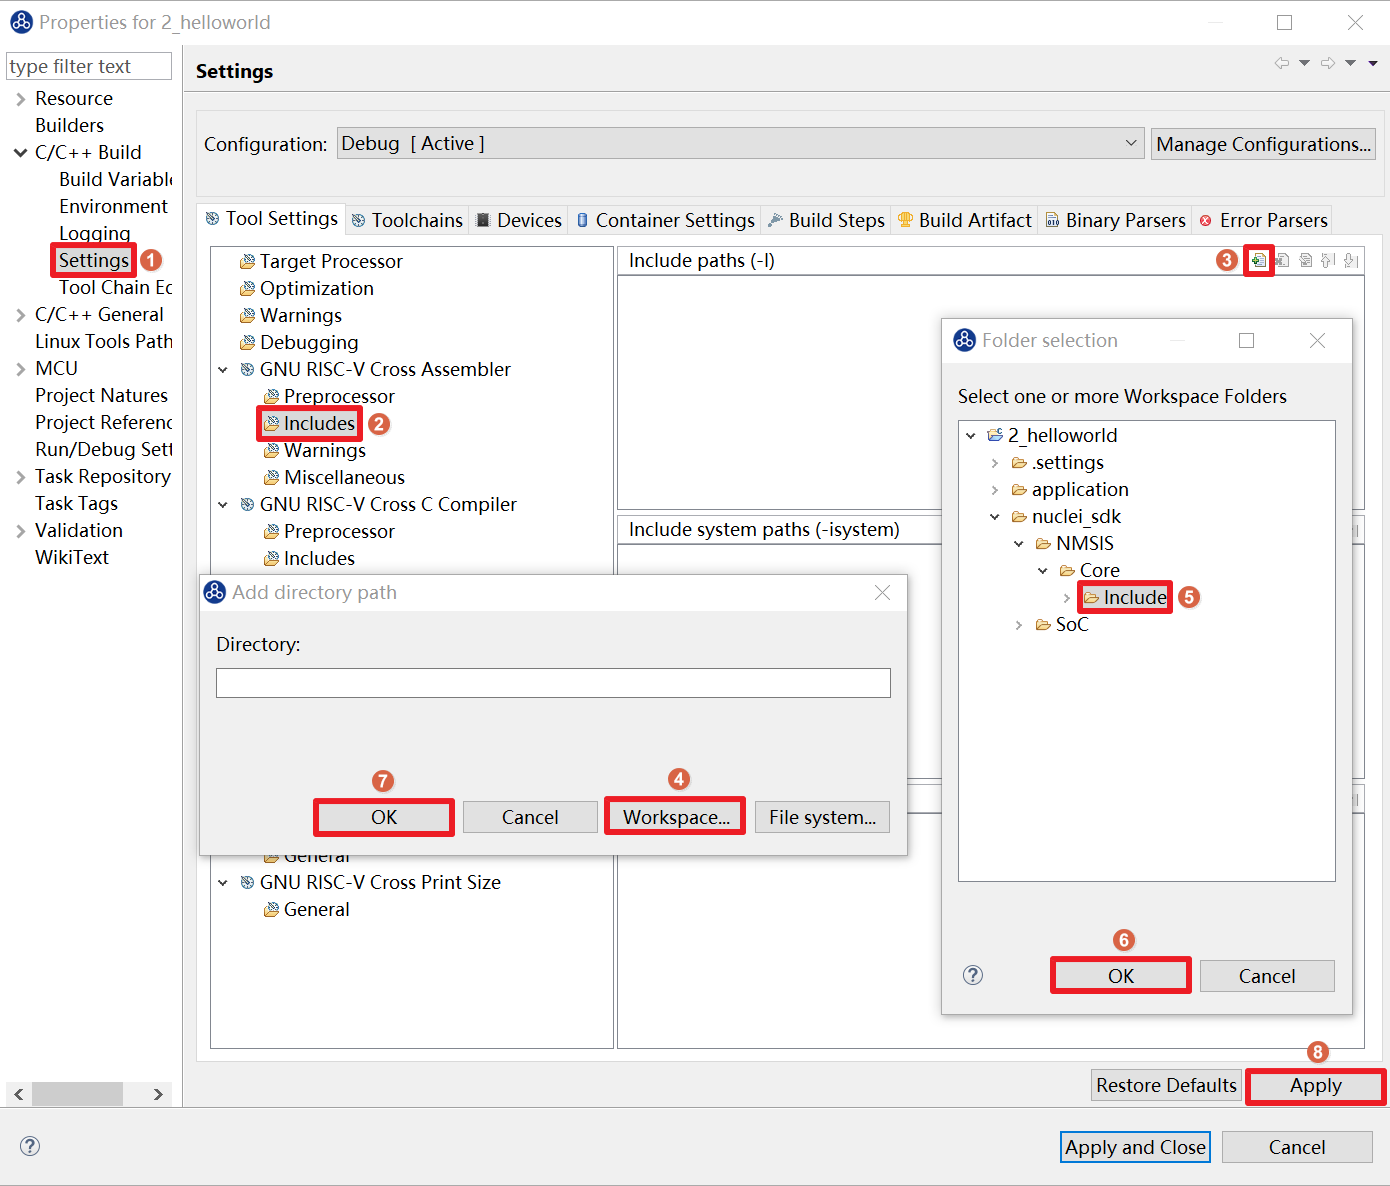 Properties for 2_helloworld
type filter text
Resource
Builders
C/C++ Build
Build Variable
Environment
Logging
Settings 1
Tool Chain Ec
C/C++ General
Linux Tools Path
MCU
Project Natures
Project Referenc
Run/Debug Sett
Task Repository
Task Tags
Validation
WikiText
Settings
Configuration: Debug [ Active ] Manage Configurations...
Tool Settings Toolchains Devices Container Settings Build Steps Build Artifact Binary Parsers Error Parsers
Target Processor
Optimization
Warnings
Debugging
GNU RISC-V Cross Assembler
Preprocessor
Includes 2
Warnings
Miscellaneous
GNU RISC-V Cross C Compiler
Preprocessor
Includes
General
GNU RISC-V Cross Print Size
General
Include paths (-I) 3
Include system paths (-isystem)
Add directory path
Directory:
7 4
OK Cancel Workspace... File system...
Folder selection
Select one or more Workspace Folders
2_helloworld
.settings
application
nuclei_sdk
NMSIS
Core
Include 5
SoC
6
OK Cancel
8
Restore Defaults Apply
Apply and Close Cancel